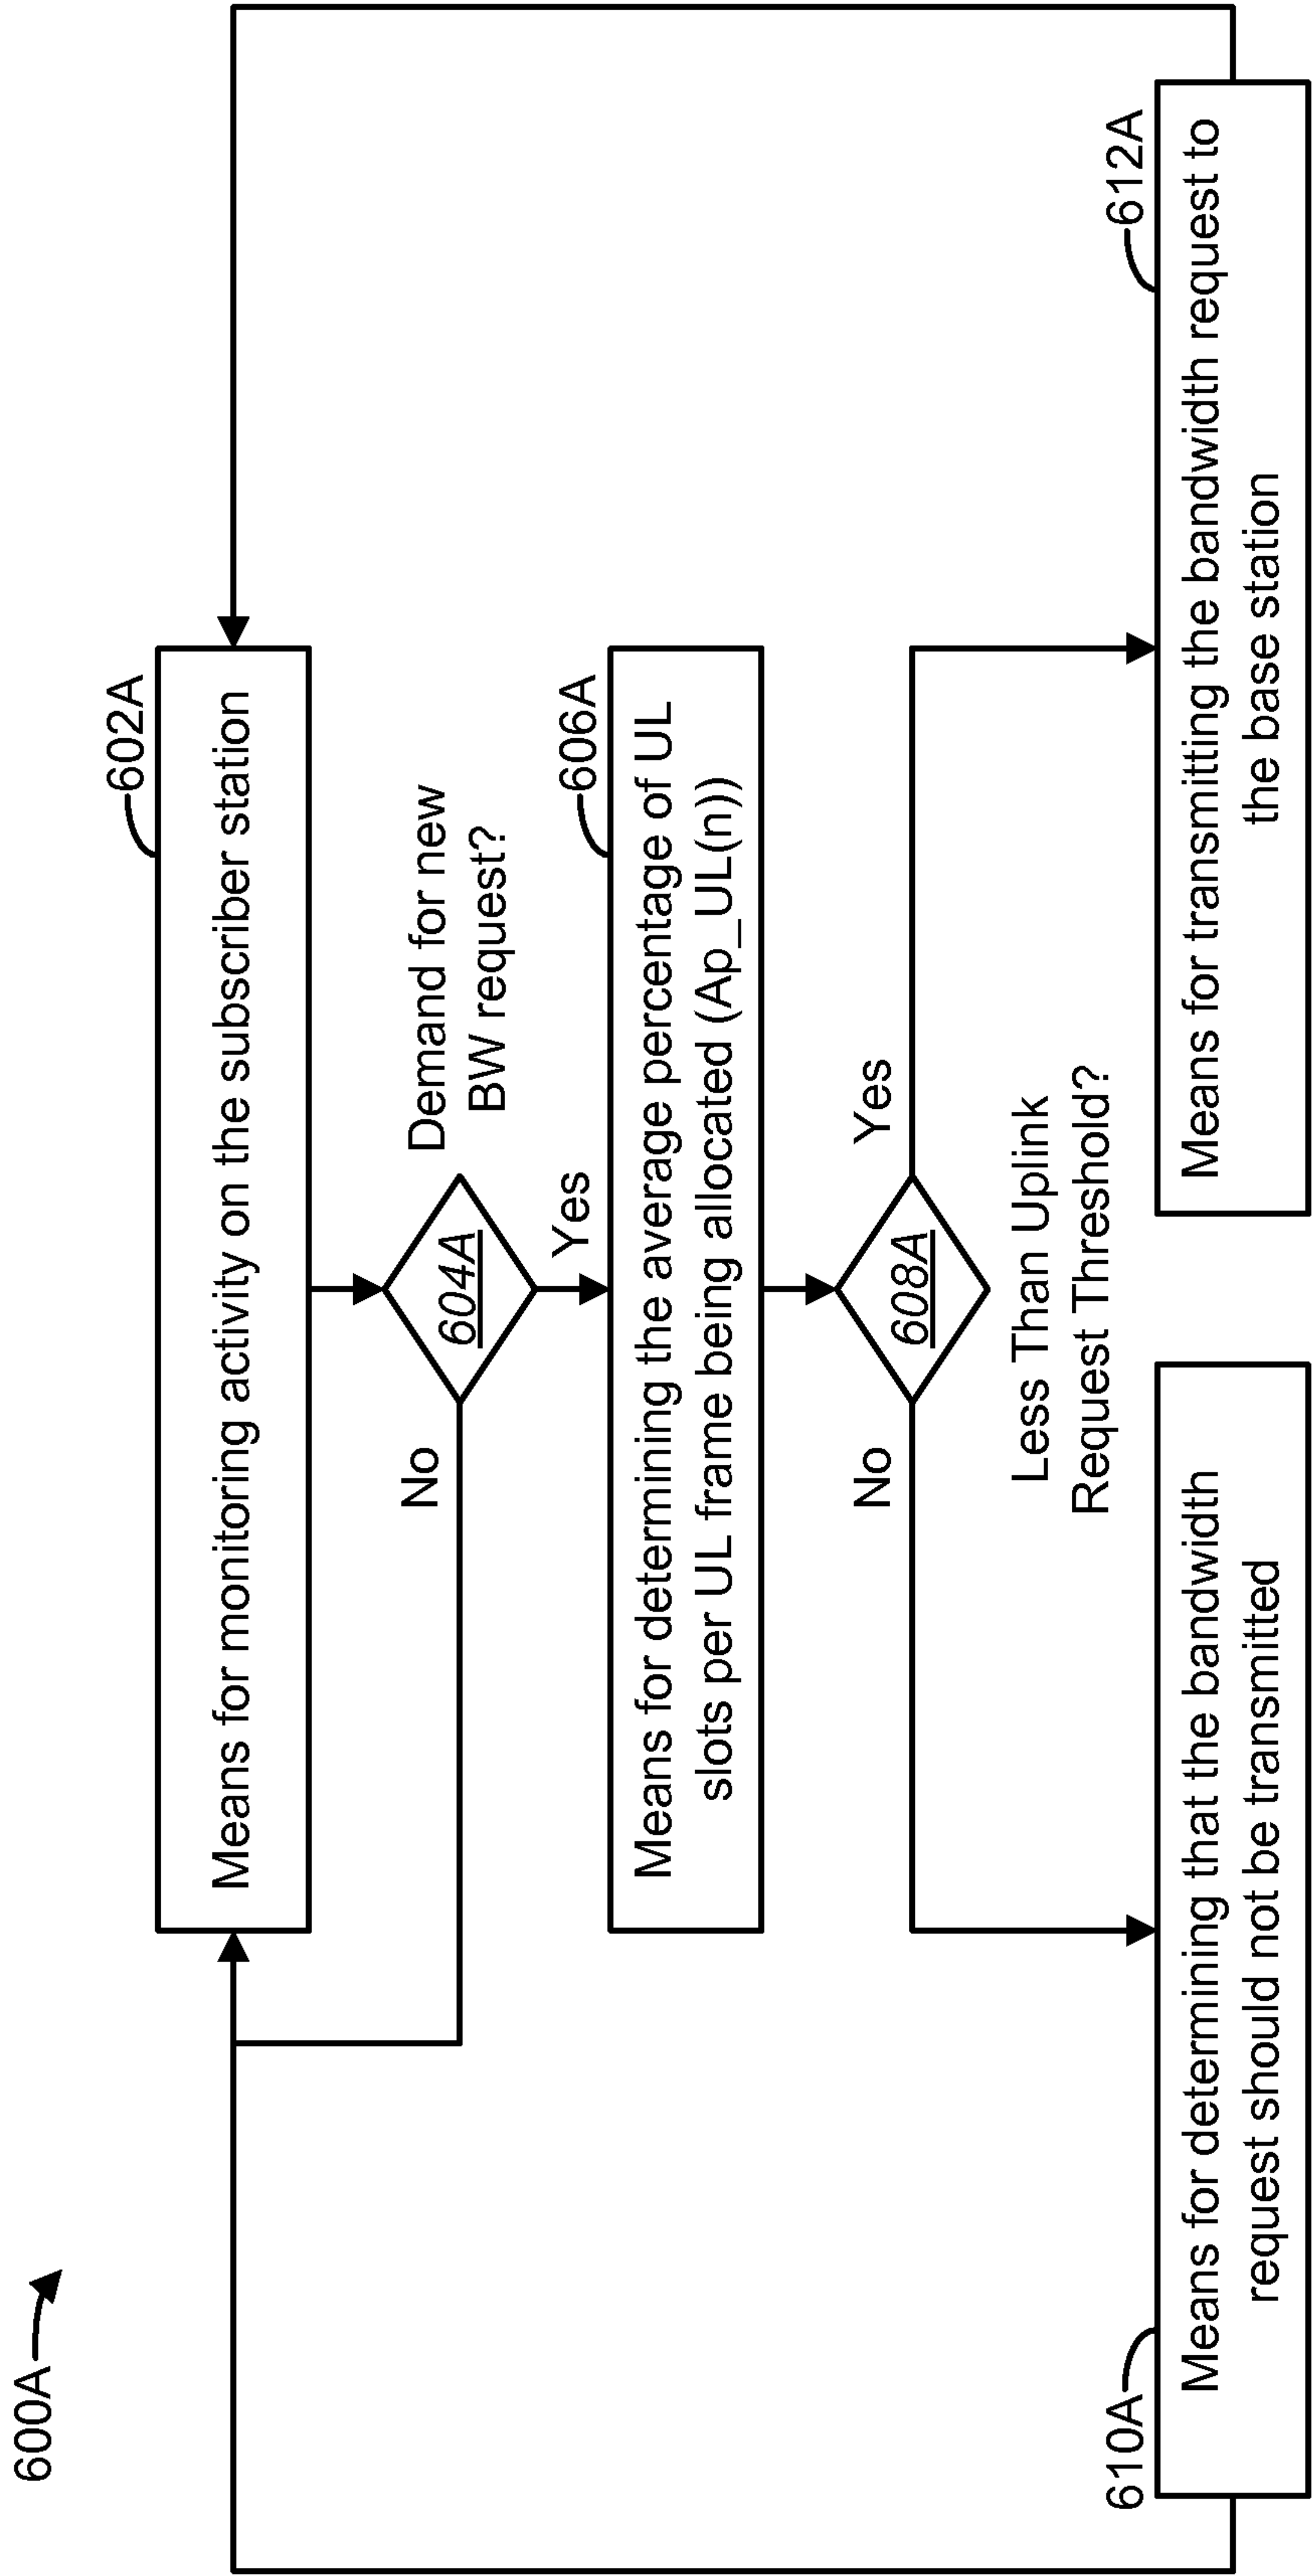 600A
602A
Means for monitoring activity on the subscriber station
604A
Demand for new
BW request?
No
Yes
606A
Means for determining the average percentage of UL
slots per UL frame being allocated (Ap_UL(n))
608A
No
Yes
Less Than Uplink
Request Threshold?
610A
Means for determining that the bandwidth
request should not be transmitted
612A
Means for transmitting the bandwidth request to
the base station